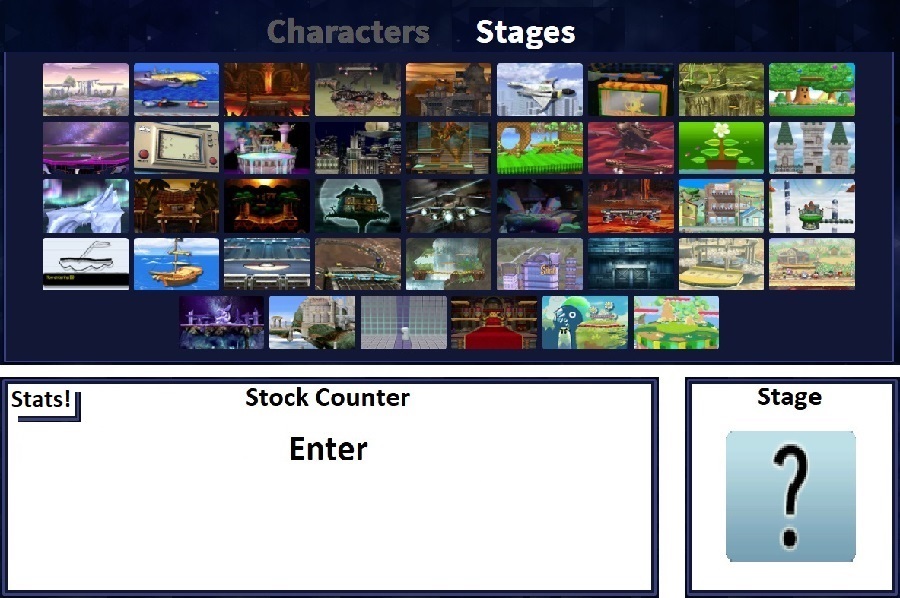 Characters
Stages
Stats!
Stock Counter
Enter
Stage
?